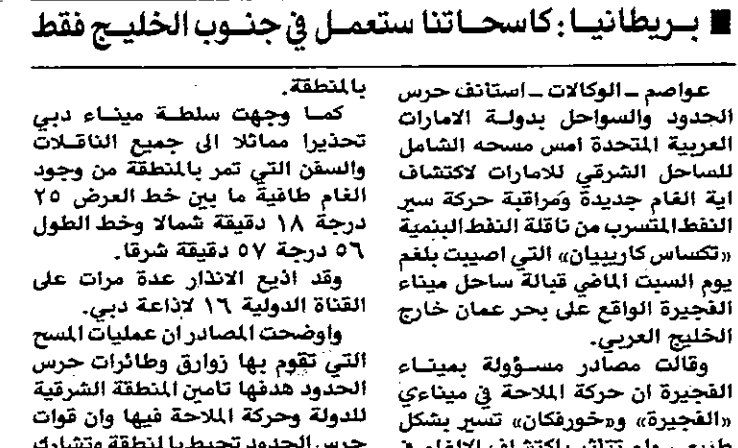 ■ بريطانيا: كاسحاتنا ستعمل في جنوب الخليج فقط
عواصم ـ الوكالات ـ استانف حرس
الحدود والسواحل بدولة الامارات
العربية المتحدة امس مسحه الشامل
للساحل الشرقي للامارات لاكتشاف
اية الغام جديدة ومراقبة حركة سير
النفط المتسرب من ناقلة النفط البنمية
«تكساس كاريبيان» التي اصيبت بلغم
يوم السبت الماضي قبالة ساحل ميناء
الفجيرة الواقع على بحر عمان خارج
الخليج العربي.
وقالت مصادر مسؤولة بميناء
الفجيرة ان حركة الملاحة في ميناءي
«الفجيرة» و«خورفكان» تسير بشكل
بالمنطقة.
كما وجهت سلطة ميناء دبي
تحذيرا مماثلا الى جميع الناقلات
والسفن التي تمر بالمنطقة من وجود
الغام طافية ما بين خط العرض ٢٥
درجة ١٨ دقيقة شمالا وخط الطول
٥٦ درجة ٥٧ دقيقة شرقا.
وقد اذيع الانذار عدة مرات على
القناة الدولية ١٦ لاذاعة دبي.
واوضحت المصادر ان عمليات المسح
التي تقوم بها زوارق وطائرات حرس
الحدود هدفها تامين المنطقة الشرقية
للدولة وحركة الملاحة فيها وان قوات
حرس الحدود تحيط بالمنطقة وتشارك